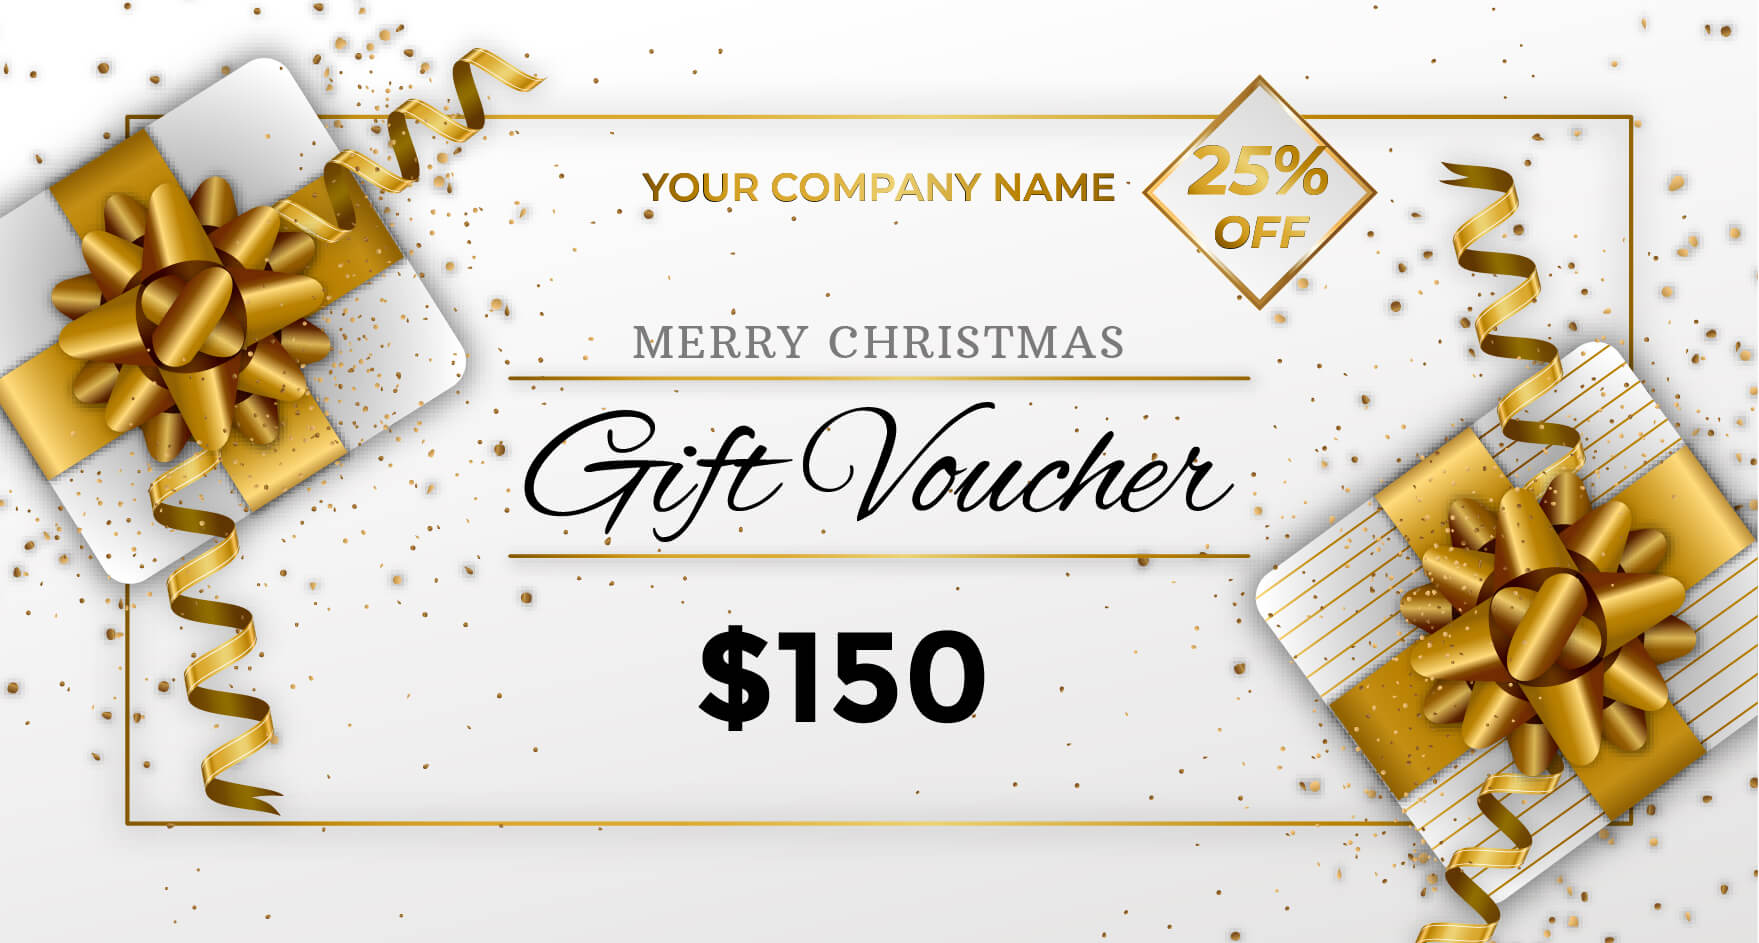 YOUR COMPANY NAME
25%
OFF
MERRY CHRISTMAS
Gift Voucher
$150